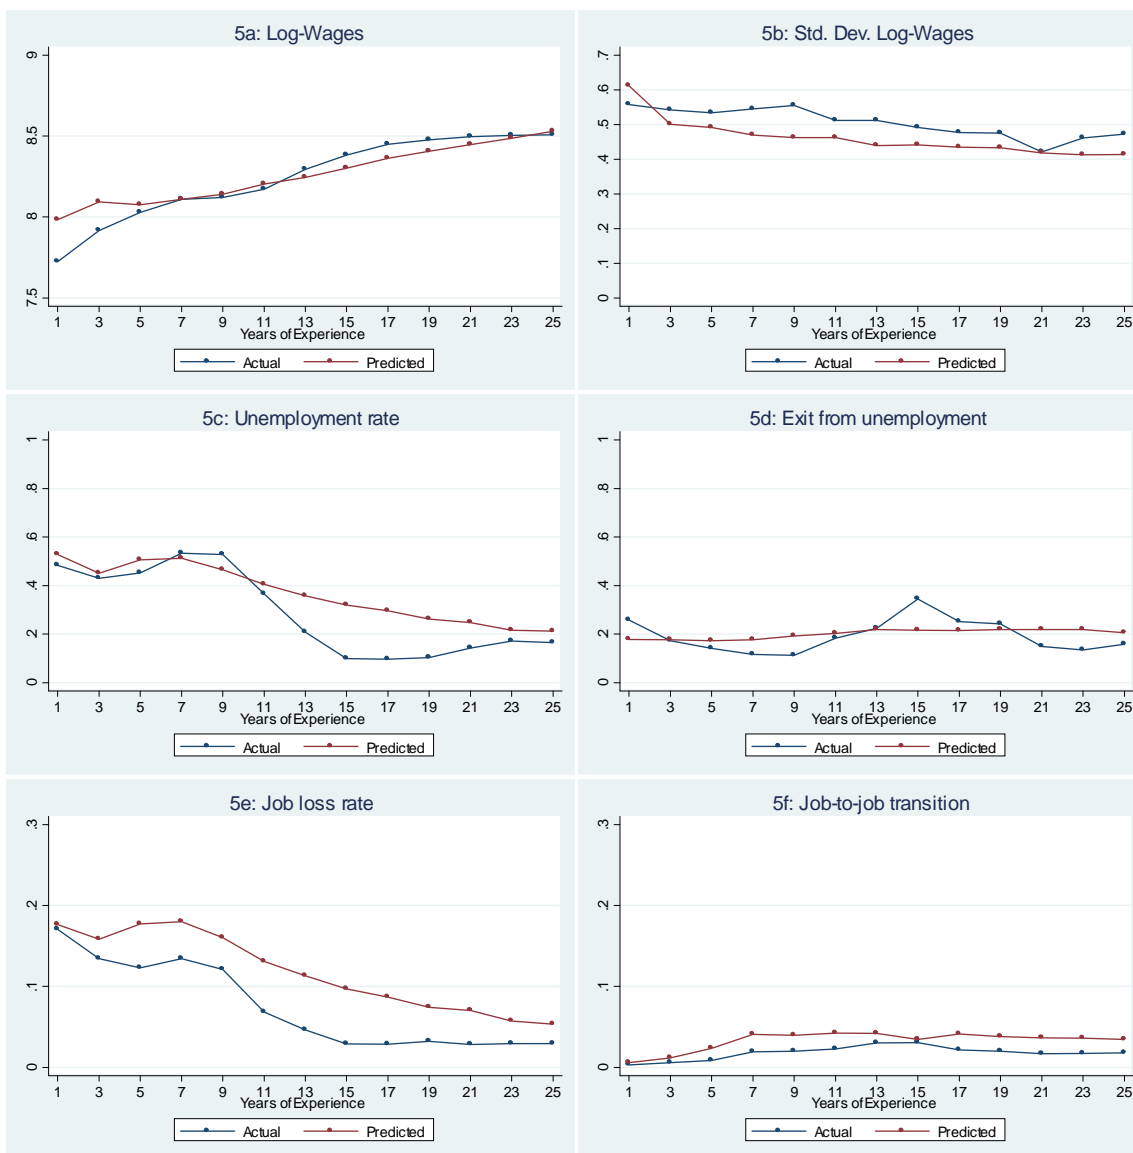 5a: Log-Wages
9
8.5
8
7.5
1 3 5 7 9 11 13 15 17 19 21 23 25
Years of Experience
Actual Predicted
5b: Std. Dev. Log-Wages
.7
.6
.5
.4
.3
.2
.1
0
1 3 5 7 9 11 13 15 17 19 21 23 25
Years of Experience
Actual Predicted
5c: Unemployment rate
1
.8
.6
.4
.2
0
1 3 5 7 9 11 13 15 17 19 21 23 25
Years of Experience
Actual Predicted
5d: Exit from unemployment
1
.8
.6
.4
.2
0
1 3 5 7 9 11 13 15 17 19 21 23 25
Years of Experience
Actual Predicted
5e: Job loss rate
.3
.2
.1
0
1 3 5 7 9 11 13 15 17 19 21 23 25
Years of Experience
Actual Predicted
5f: Job-to-job transition
.3
.2
.1
0
1 3 5 7 9 11 13 15 17 19 21 23 25
Years of Experience
Actual Predicted